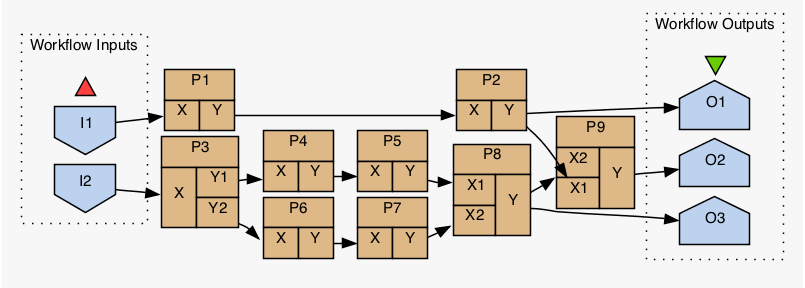 Workflow Inputs
Workflow Outputs
I1
I2
P1
X Y
P3
X
Y1
Y2
P4
X Y
P5
X Y
P6
X Y
P7
X Y
P2
X Y
P8
X1
X2
Y
P9
X2
X1
Y
O1
O2
O3